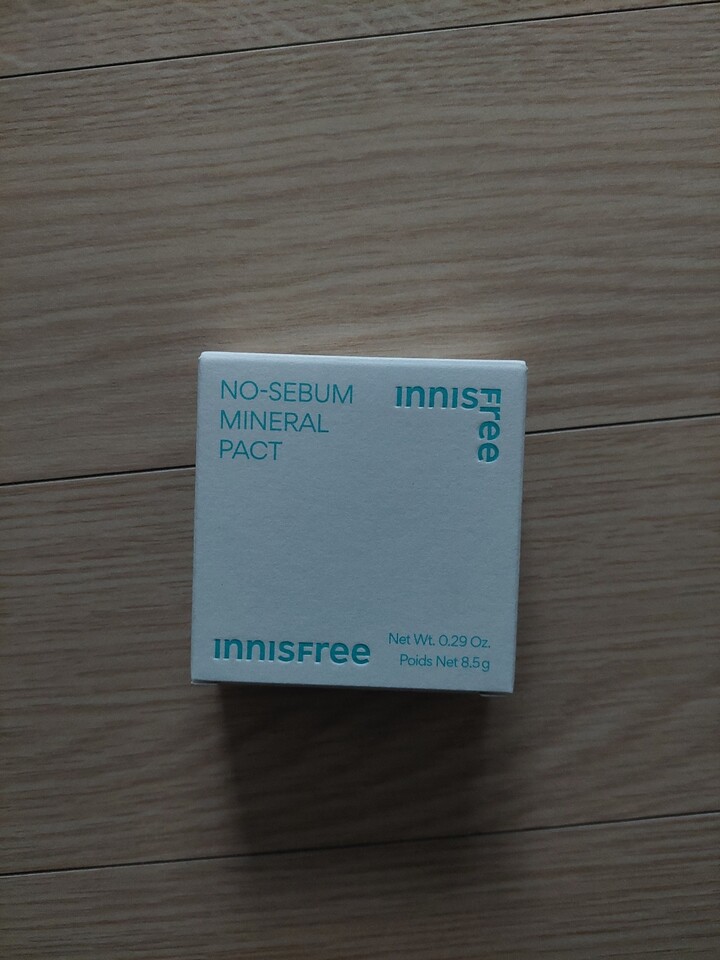 NO-SEBUM
MINERAL
PACT
INNISFree
INNISFree
Net Wt. 0.29 Oz.
Poids Net 8.5g